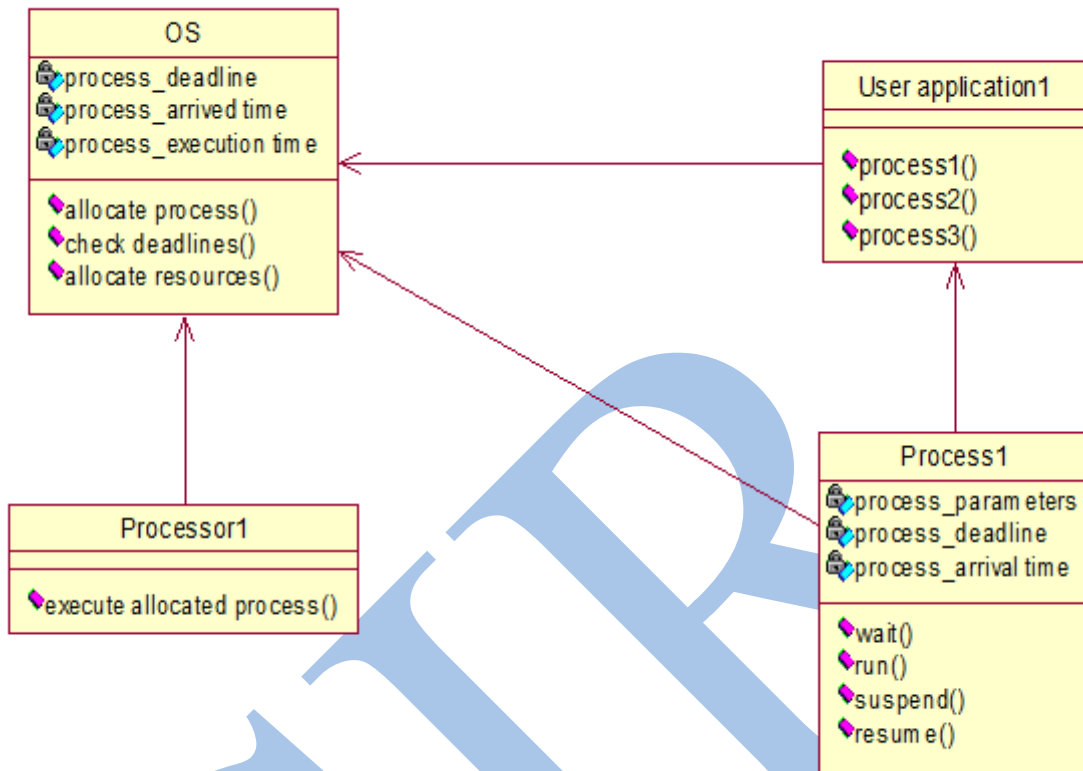 OS
process_deadline
process_arrived time
process_execution time
allocate process()
check deadlines()
allocate resources()
User application1
process1()
process2()
process3()
Processor1
execute allocated process()
Process1
process_parameters
process_deadline
process_arrival time
wait()
run()
suspend()
resume()